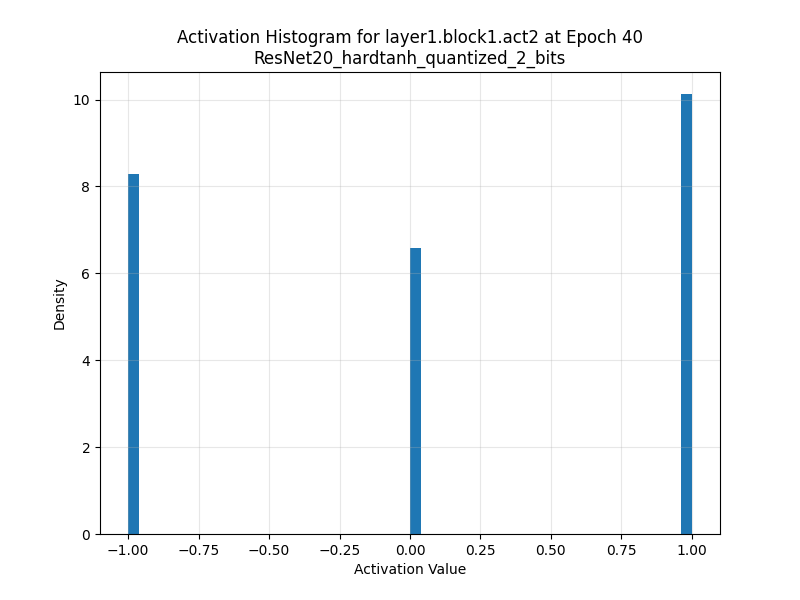 Activation Histogram for layer1.block1.act2 at Epoch 40
ResNet20_hardtanh_quantized_2_bits
10
8
6
4
2
0
Density
−1.00 −0.75 −0.50 −0.25 0.00 0.25 0.50 0.75 1.00
Activation Value